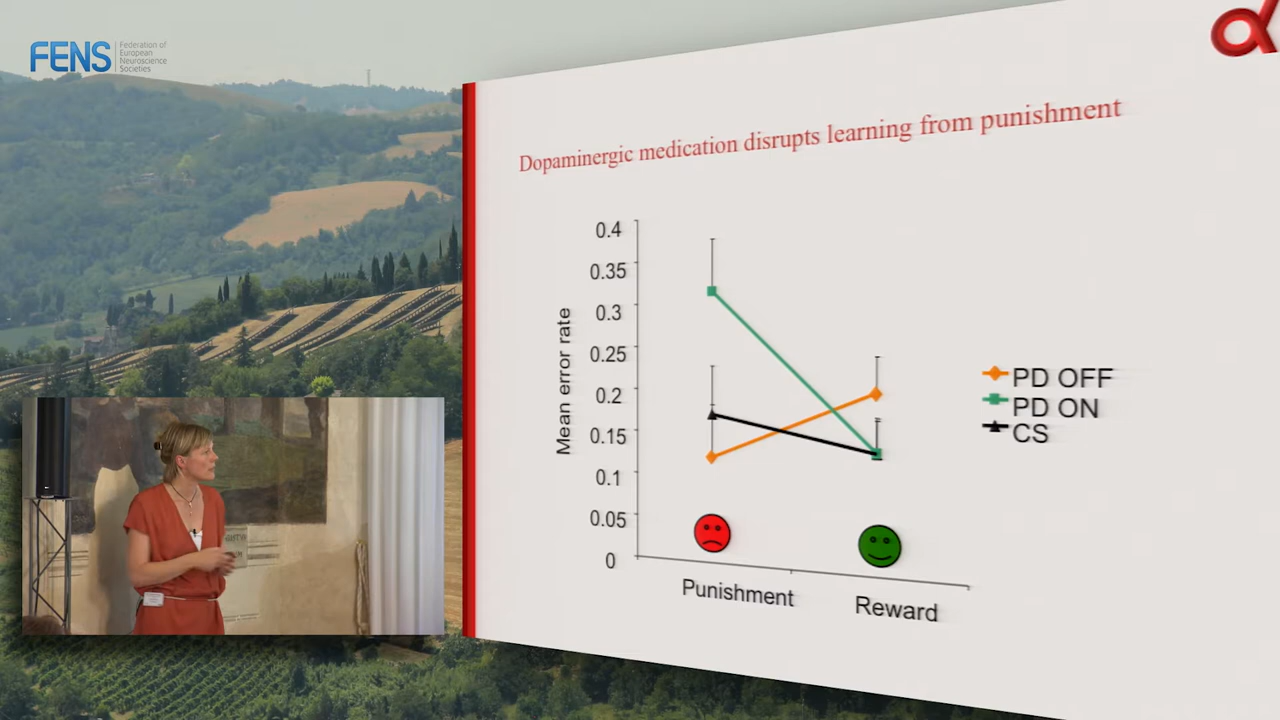 FENS
Federation of
European
Neuroscience
Societies
Dopaminergic medication disrupts learning from punishment
Mean error rate
0.4
0.35
0.3
0.25
0.2
0.15
0.1
0.05
0
Punishment
Reward
PD OFF
PD ON
CS